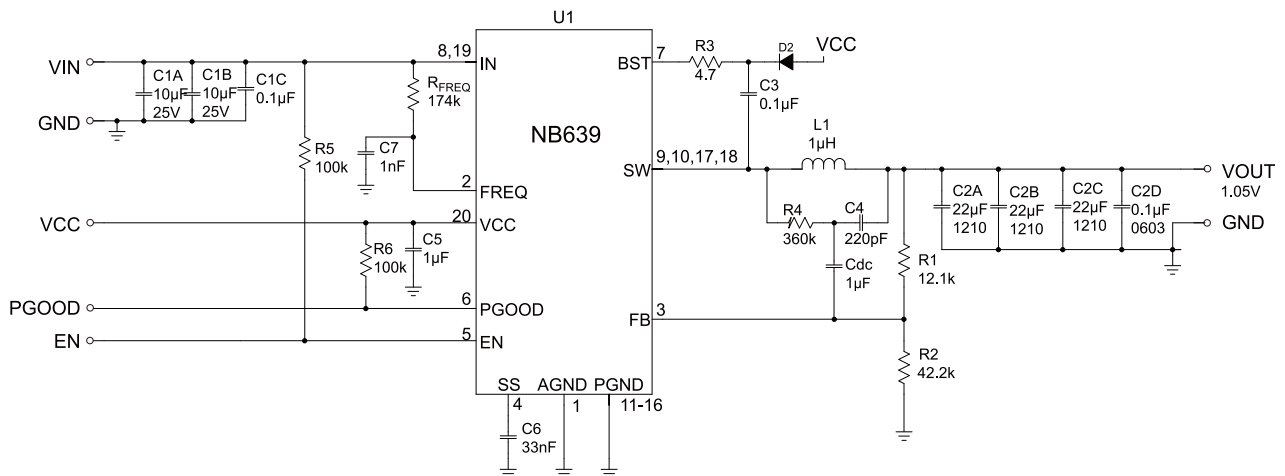 U1
NB639
VIN
GND
C1A
10µF
25V
C1B
10µF
25V
C1C
0.1µF
R5
100k
RFREQ
174k
C7
1nF
8,19
IN
2
FREQ
VCC
20
VCC
R6
100k
C5
1µF
PGOOD
6
PGOOD
EN
5
EN
SS
4
AGND
1
PGND
11-16
C6
33nF
BST
7
R3
4.7
D2
VCC
C3
0.1µF
9,10,17,18
SW
L1
1µH
R4
360k
C4
220pF
Cdc
1µF
R1
12.1k
FB
3
R2
42.2k
C2A
22µF
1210
C2B
22µF
1210
C2C
22µF
1210
C2D
0.1µF
0603
VOUT
1.05V
GND